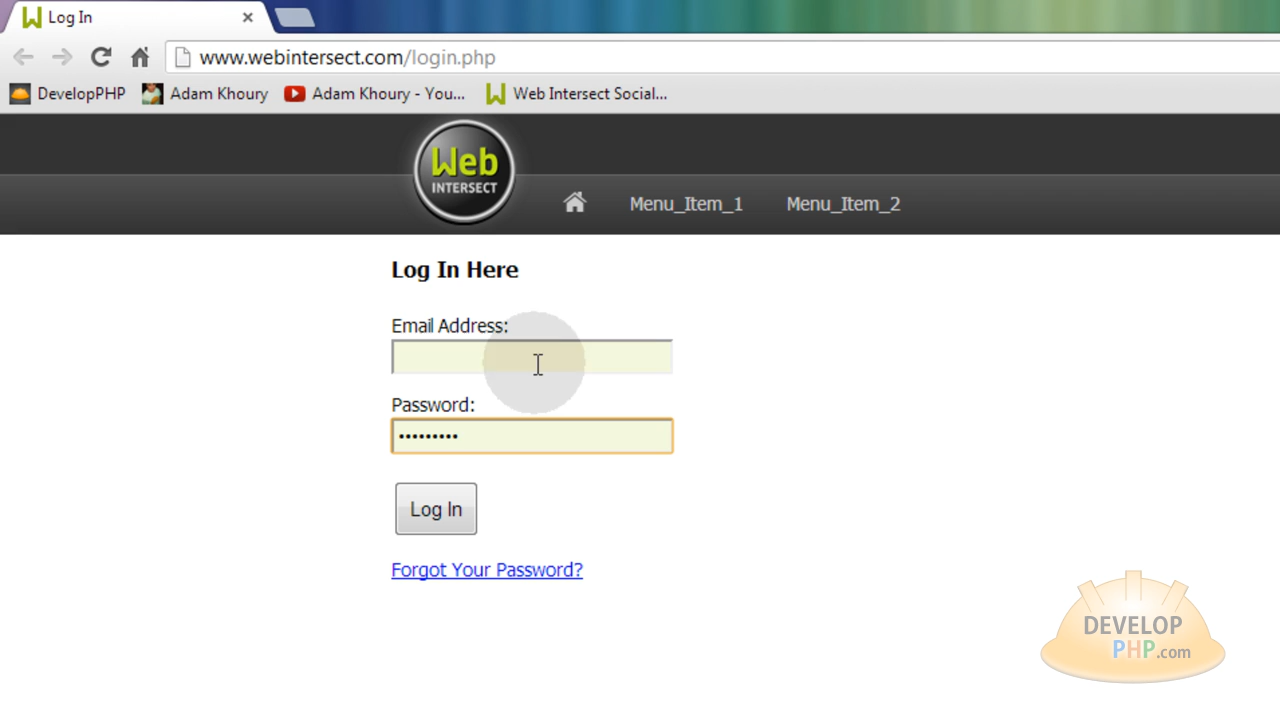 Log In
www.webintersect.com/login.php
DevelopPHP Adam Khoury Adam Khoury - You... Web Intersect Social...
Web
INTERSECT
Menu_Item_1 Menu_Item_2
Log In Here
Email Address:
Password:
•••••••••
Log In
Forgot Your Password?
DEVELOP
PHP.com